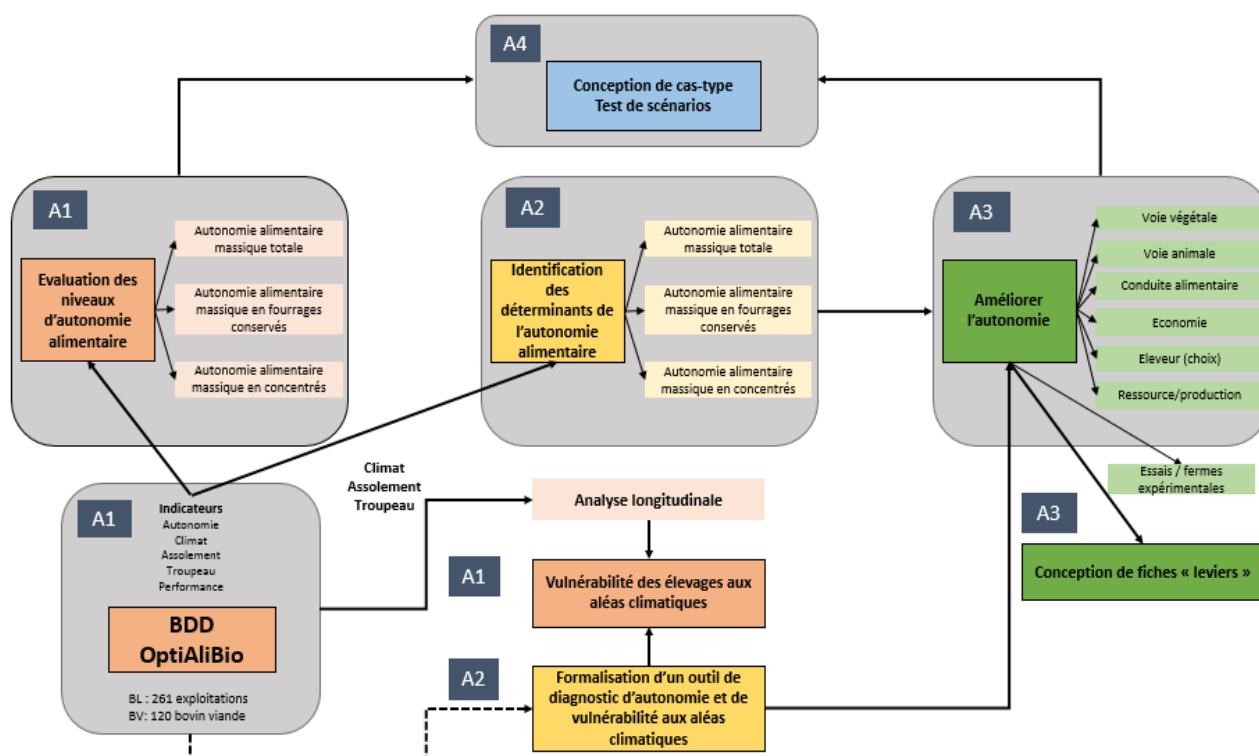 A4
Conception de cas-type
Test de scénarios
A1
Evaluation des
niveaux
d'autonomie
alimentaire
Autonomie alimentaire
massique totale
Autonomie alimentaire
massique en fourrages
conservés
Autonomie alimentaire
massique en concentrés
A2
Identification
des
déterminants de
l'autonomie
alimentaire
Autonomie alimentaire
massique totale
Autonomie alimentaire
massique en fourrages
conservés
Autonomie alimentaire
massique en concentrés
A3
Améliorer
l'autonomie
Voie végétale
Voie animale
Conduite alimentaire
Economie
Eleveur (choix)
Ressource/production
Essais / fermes
expérimentales
A3
Conception de fiches « leviers »
A1
Indicateurs
Autonomie
Climat
Assolement
Troupeau
Performance
BDD
OptiAliBio
BL : 261 exploitations
BV: 120 bovin viande
Climat
Assolement
Troupeau
Analyse longitudinale
A1
Vulnérabilité des élevages aux
aléas climatiques
A2
Formalisation d'un outil de
diagnostic d'autonomie et de
vulnérabilité aux aléas
climatiques